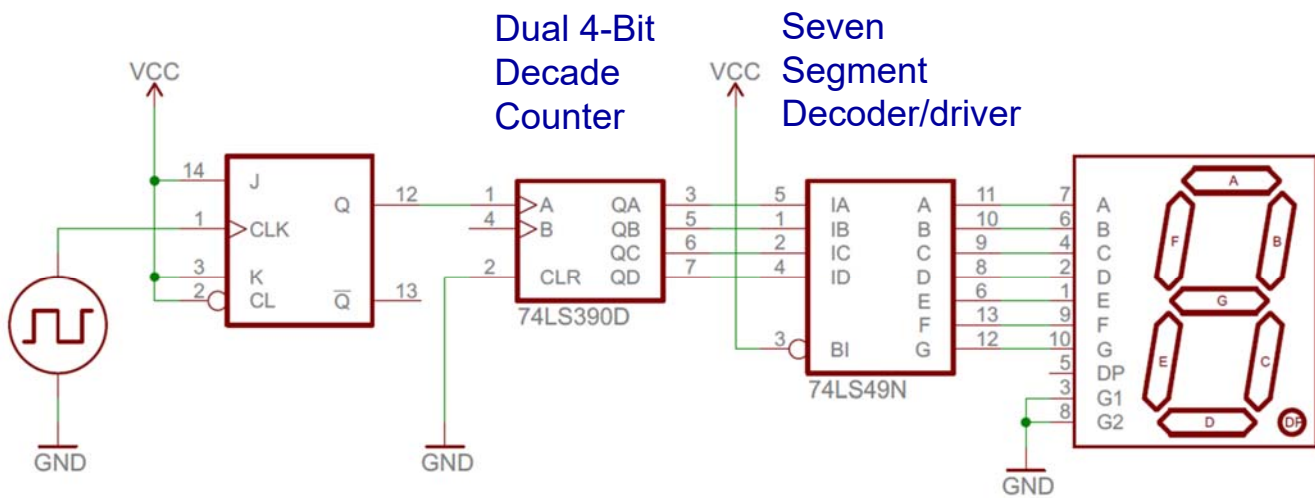 Dual 4-Bit
Decade
Counter
Seven
Segment
Decoder/driver
VCC
VCC
14 J
1 CLK
3 K
2 CL
Q 12
Q̅ 13
GND
1 A
4 B
2 CLR
QA 3
QB 5
QC 6
QD 7
74LS390D
GND
5 IA
1 IB
2 IC
4 ID
3 BI
A 11
B 10
C 9
D 8
E 6
F 13
G 12
74LS49N
7 A
6 B
4 C
2 D
1 E
9 F
10 G
5 DP
3 G1
8 G2
A
F
B
G
E
C
D
DP
GND